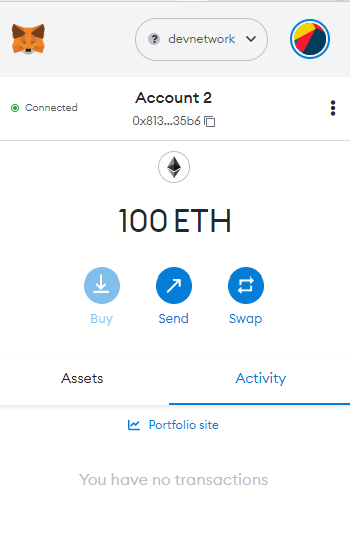 ? devnetwork
Connected
Account 2
0x813...35b6
100 ETH
Buy Send Swap
Assets Activity
Portfolio site
You have no transactions